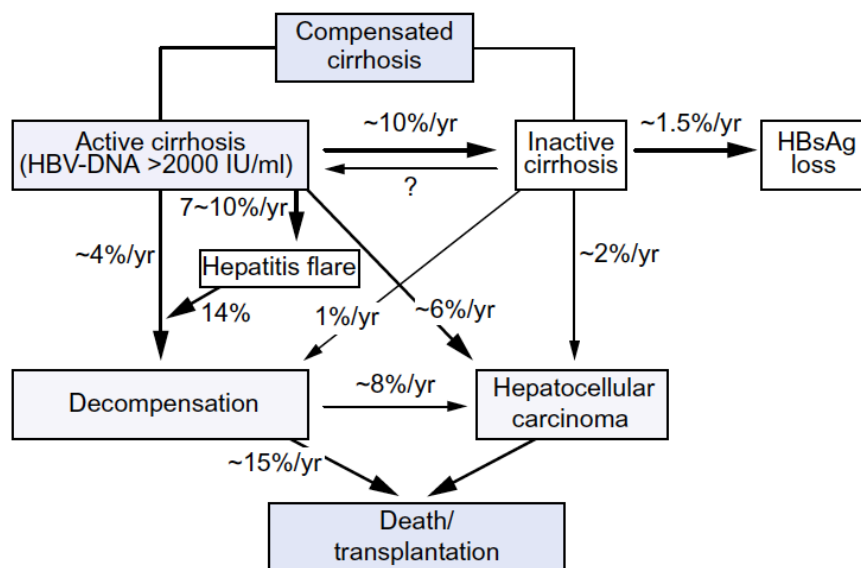 Compensated
cirrhosis
Active cirrhosis
(HBV-DNA >2000 IU/ml)
~10%/yr
?
Inactive
cirrhosis
~1.5%/yr
HBsAg
loss
7~10%/yr
~4%/yr
Hepatitis flare
14%
1%/yr
~6%/yr
~2%/yr
Decompensation
~8%/yr
Hepatocellular
carcinoma
~15%/yr
Death/
transplantation